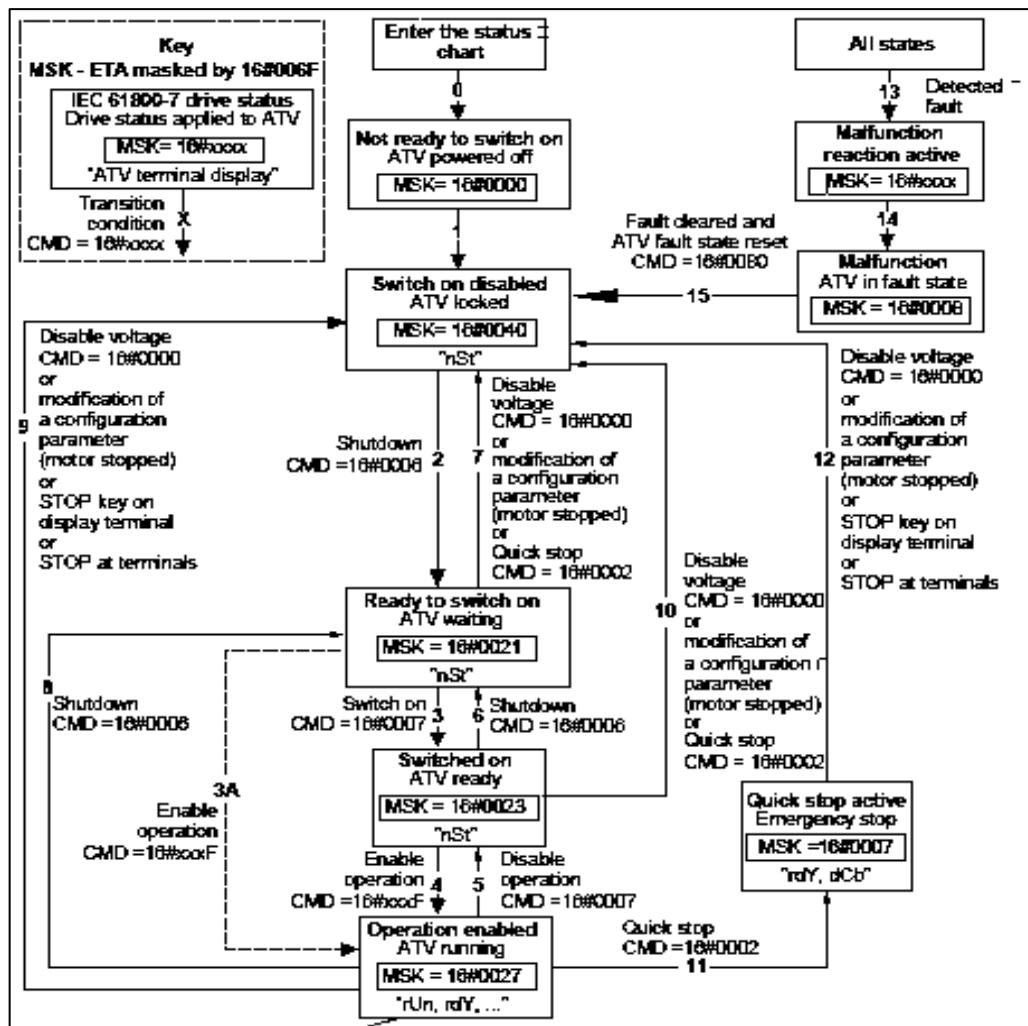 Key
MSK - ETA masked by 16#006F
IEC 61800-7 drive status
Drive status applied to ATV
MSK= 16#xxxx
"ATV terminal display"
Transition
condition
CMD = 16#xxxx
X
Enter the status
chart
0
Not ready to switch on
ATV powered off
MSK= 16#0000
1
Switch on disabled
ATV locked
MSK= 16#0040
"nSt"
All states
13
Detected
fault
Malfunction
reaction active
MSK= 16#xxxx
14
Malfunction
ATV in fault state
MSK= 16#0008
Fault cleared and
ATV fault state reset
CMD =16#0080
15
9
Disable voltage
CMD = 16#0000
or
modification of
a configuration
parameter
(motor stopped)
or
STOP key on
display terminal
or
STOP at terminals
Shutdown
CMD =16#0006
2
7
Disable
voltage
CMD = 16#0000
or
modification of
a configuration
parameter
(motor stopped)
or
Quick stop
CMD = 16#0002
10
Disable
voltage
CMD = 16#0000
or
modification of
a configuration
parameter
(motor stopped)
or
Quick stop
CMD = 16#0002
12
Disable voltage
CMD = 16#0000
or
modification of
a configuration
parameter
(motor stopped)
or
STOP key on
display terminal
or
STOP at terminals
Ready to switch on
ATV waiting
MSK = 16#0021
"nSt"
8
Shutdown
CMD =16#0006
Switch on
CMD =16#0007
3
6
Shutdown
CMD =16#0006
Switched on
ATV ready
MSK = 16#0023
"nSt"
3A
Enable
operation
CMD =16#xxxF
Enable
operation
CMD =16#xxxF
4
5
Disable
operation
CMD =16#0007
Operation enabled
ATV running
MSK = 16#0027
"rUn, rdY, ..."
Quick stop
CMD =16#0002
11
Quick stop active
Emergency stop
MSK =16#0007
"rdY, dCb"